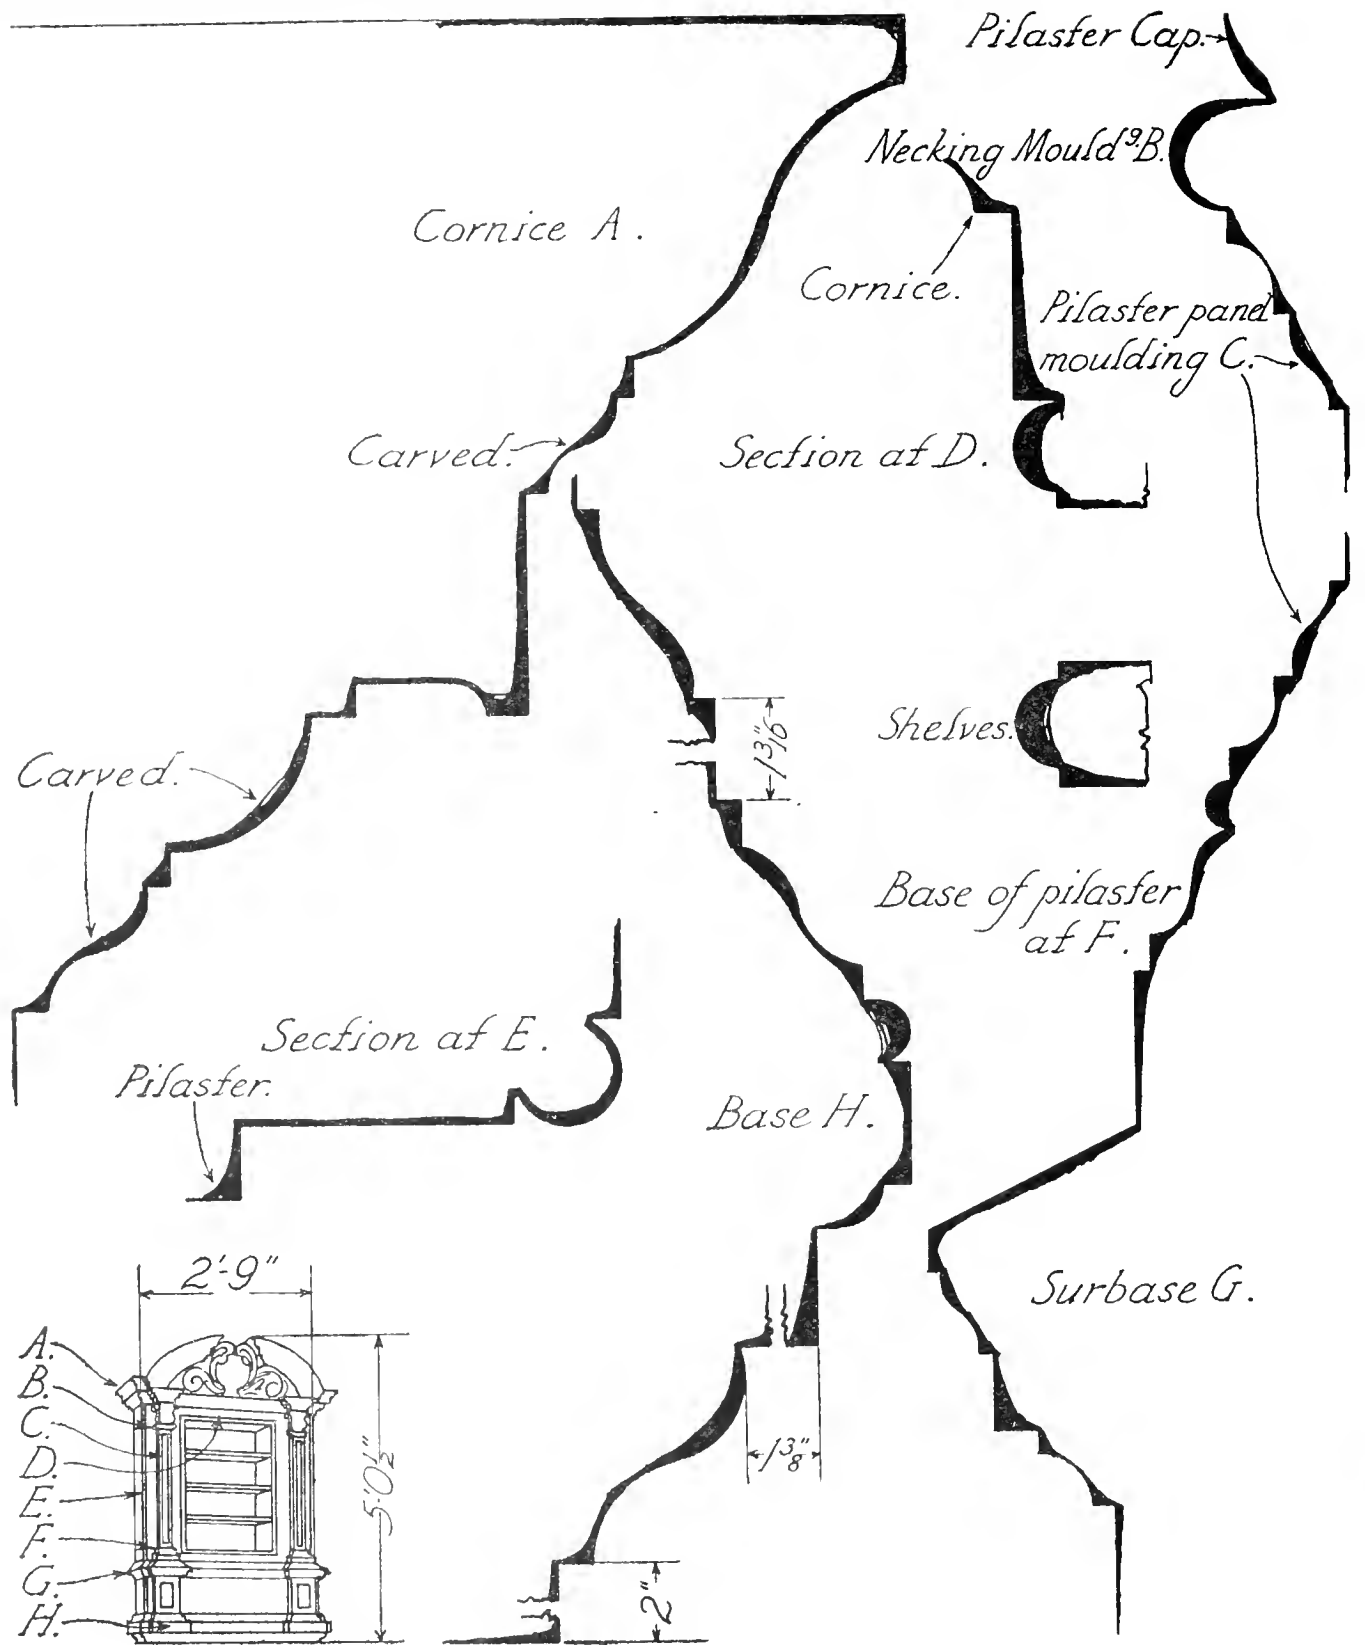 Pilaster Cap.
Necking Mould^g. B.
Cornice A.
Cornice.
Pilaster panel
moulding C.
Carved.
Section at D.
Carved.
1 3/16"
Shelves.
Base of pilaster
at F.
Section at E.
Pilaster.
Base H.
Surbase G.
2'-9"
A.
B.
C.
D.
E.
F.
G.
H.
5'-0 1/2"
1 3/8"
2"